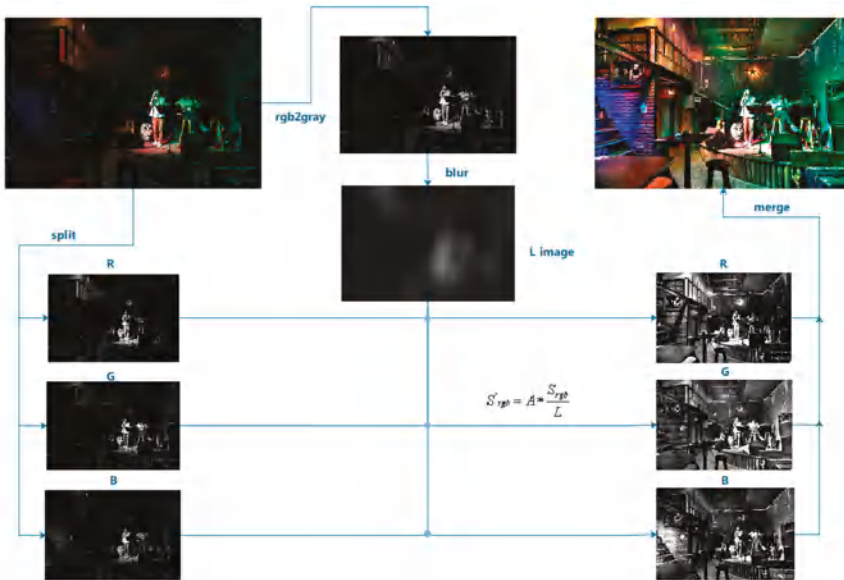 rgb2gray
blur
split
merge
L image
R
R
G
G
S'rgb = A* Srgb / L
B
B